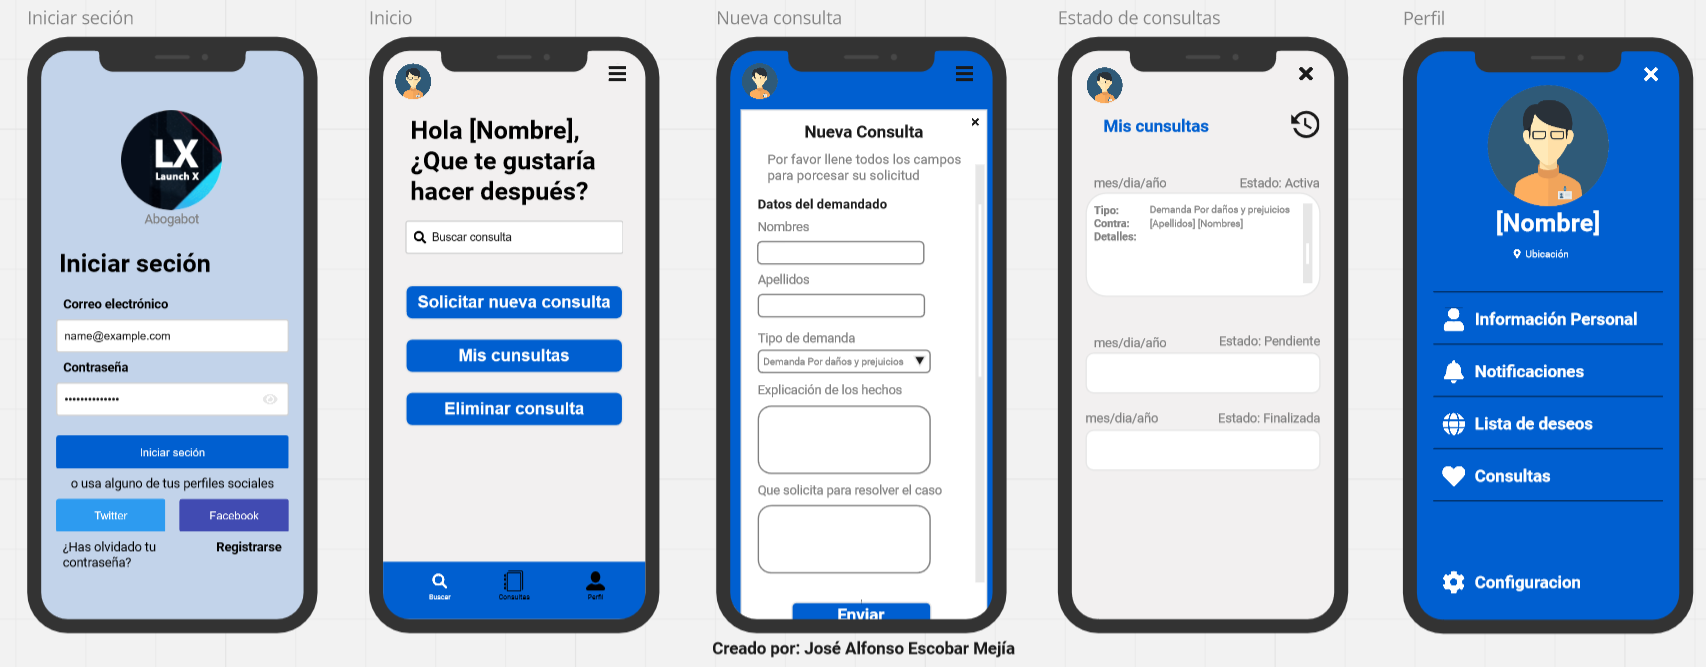 Iniciar seción
LX
Launch X
Abogabot
Iniciar seción
Correo electrónico
name@example.com
Contraseña
••••••••••••••
Iniciar seción
o usa alguno de tus perfiles sociales
Twitter
Facebook
¿Has olvidado tu
contraseña?
Registrarse
Inicio
Hola [Nombre],
¿Que te gustaría
hacer después?
Buscar consulta
Solicitar nueva consulta
Mis cunsultas
Eliminar consulta
Buscar
Consultas
Perfil
Nueva consulta
Nueva Consulta
Por favor llene todos los campos
para porcesar su solicitud
Datos del demandado
Nombres
Apellidos
Tipo de demanda
Demanda Por daños y prejuicios
Explicación de los hechos
Que solicita para resolver el caso
Enviar
Estado de consultas
Mis cunsultas
mes/dia/año Estado: Activa
Tipo: Demanda Por daños y prejuicios
Contra: [Apellidos] [Nombres]
Detalles:
mes/dia/año Estado: Pendiente
mes/dia/año Estado: Finalizada
Perfil
[Nombre]
Ubicación
Información Personal
Notificaciones
Lista de deseos
Consultas
Configuracion
Creado por: José Alfonso Escobar Mejía